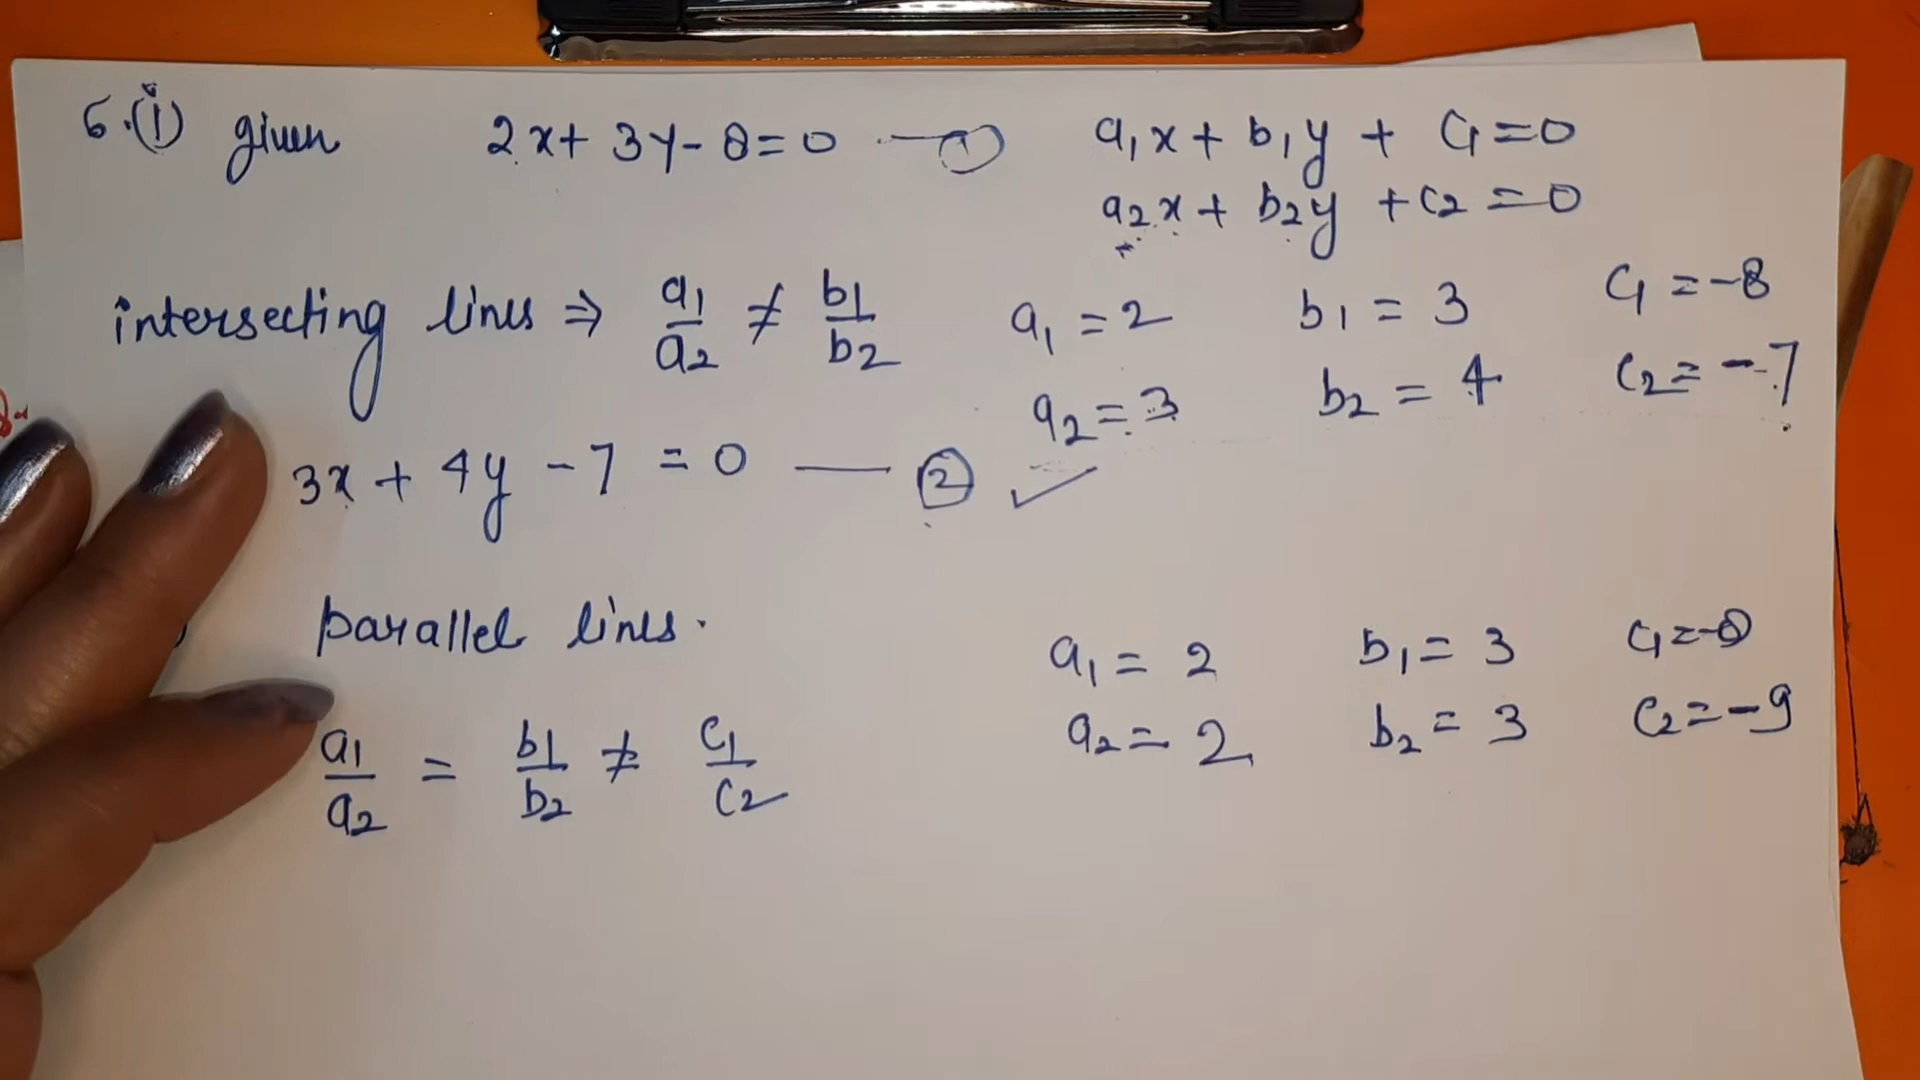 6.(i) given 2x + 3y - 8 = 0 — ①
a₁x + b₁y + c₁ = 0
a₂x + b₂y + c₂ = 0
intersecting lines ⇒ a₁/a₂ ≠ b₁/b₂
a₁ = 2 b₁ = 3 c₁ = -8
a₂ = 3 b₂ = 4 c₂ = -7
3x + 4y - 7 = 0 — ② ✓
parallel lines.
a₁/a₂ = b₁/b₂ ≠ c₁/c₂
a₁ = 2 b₁ = 3 c₁ = -8
a₂ = 2 b₂ = 3 c₂ = -9